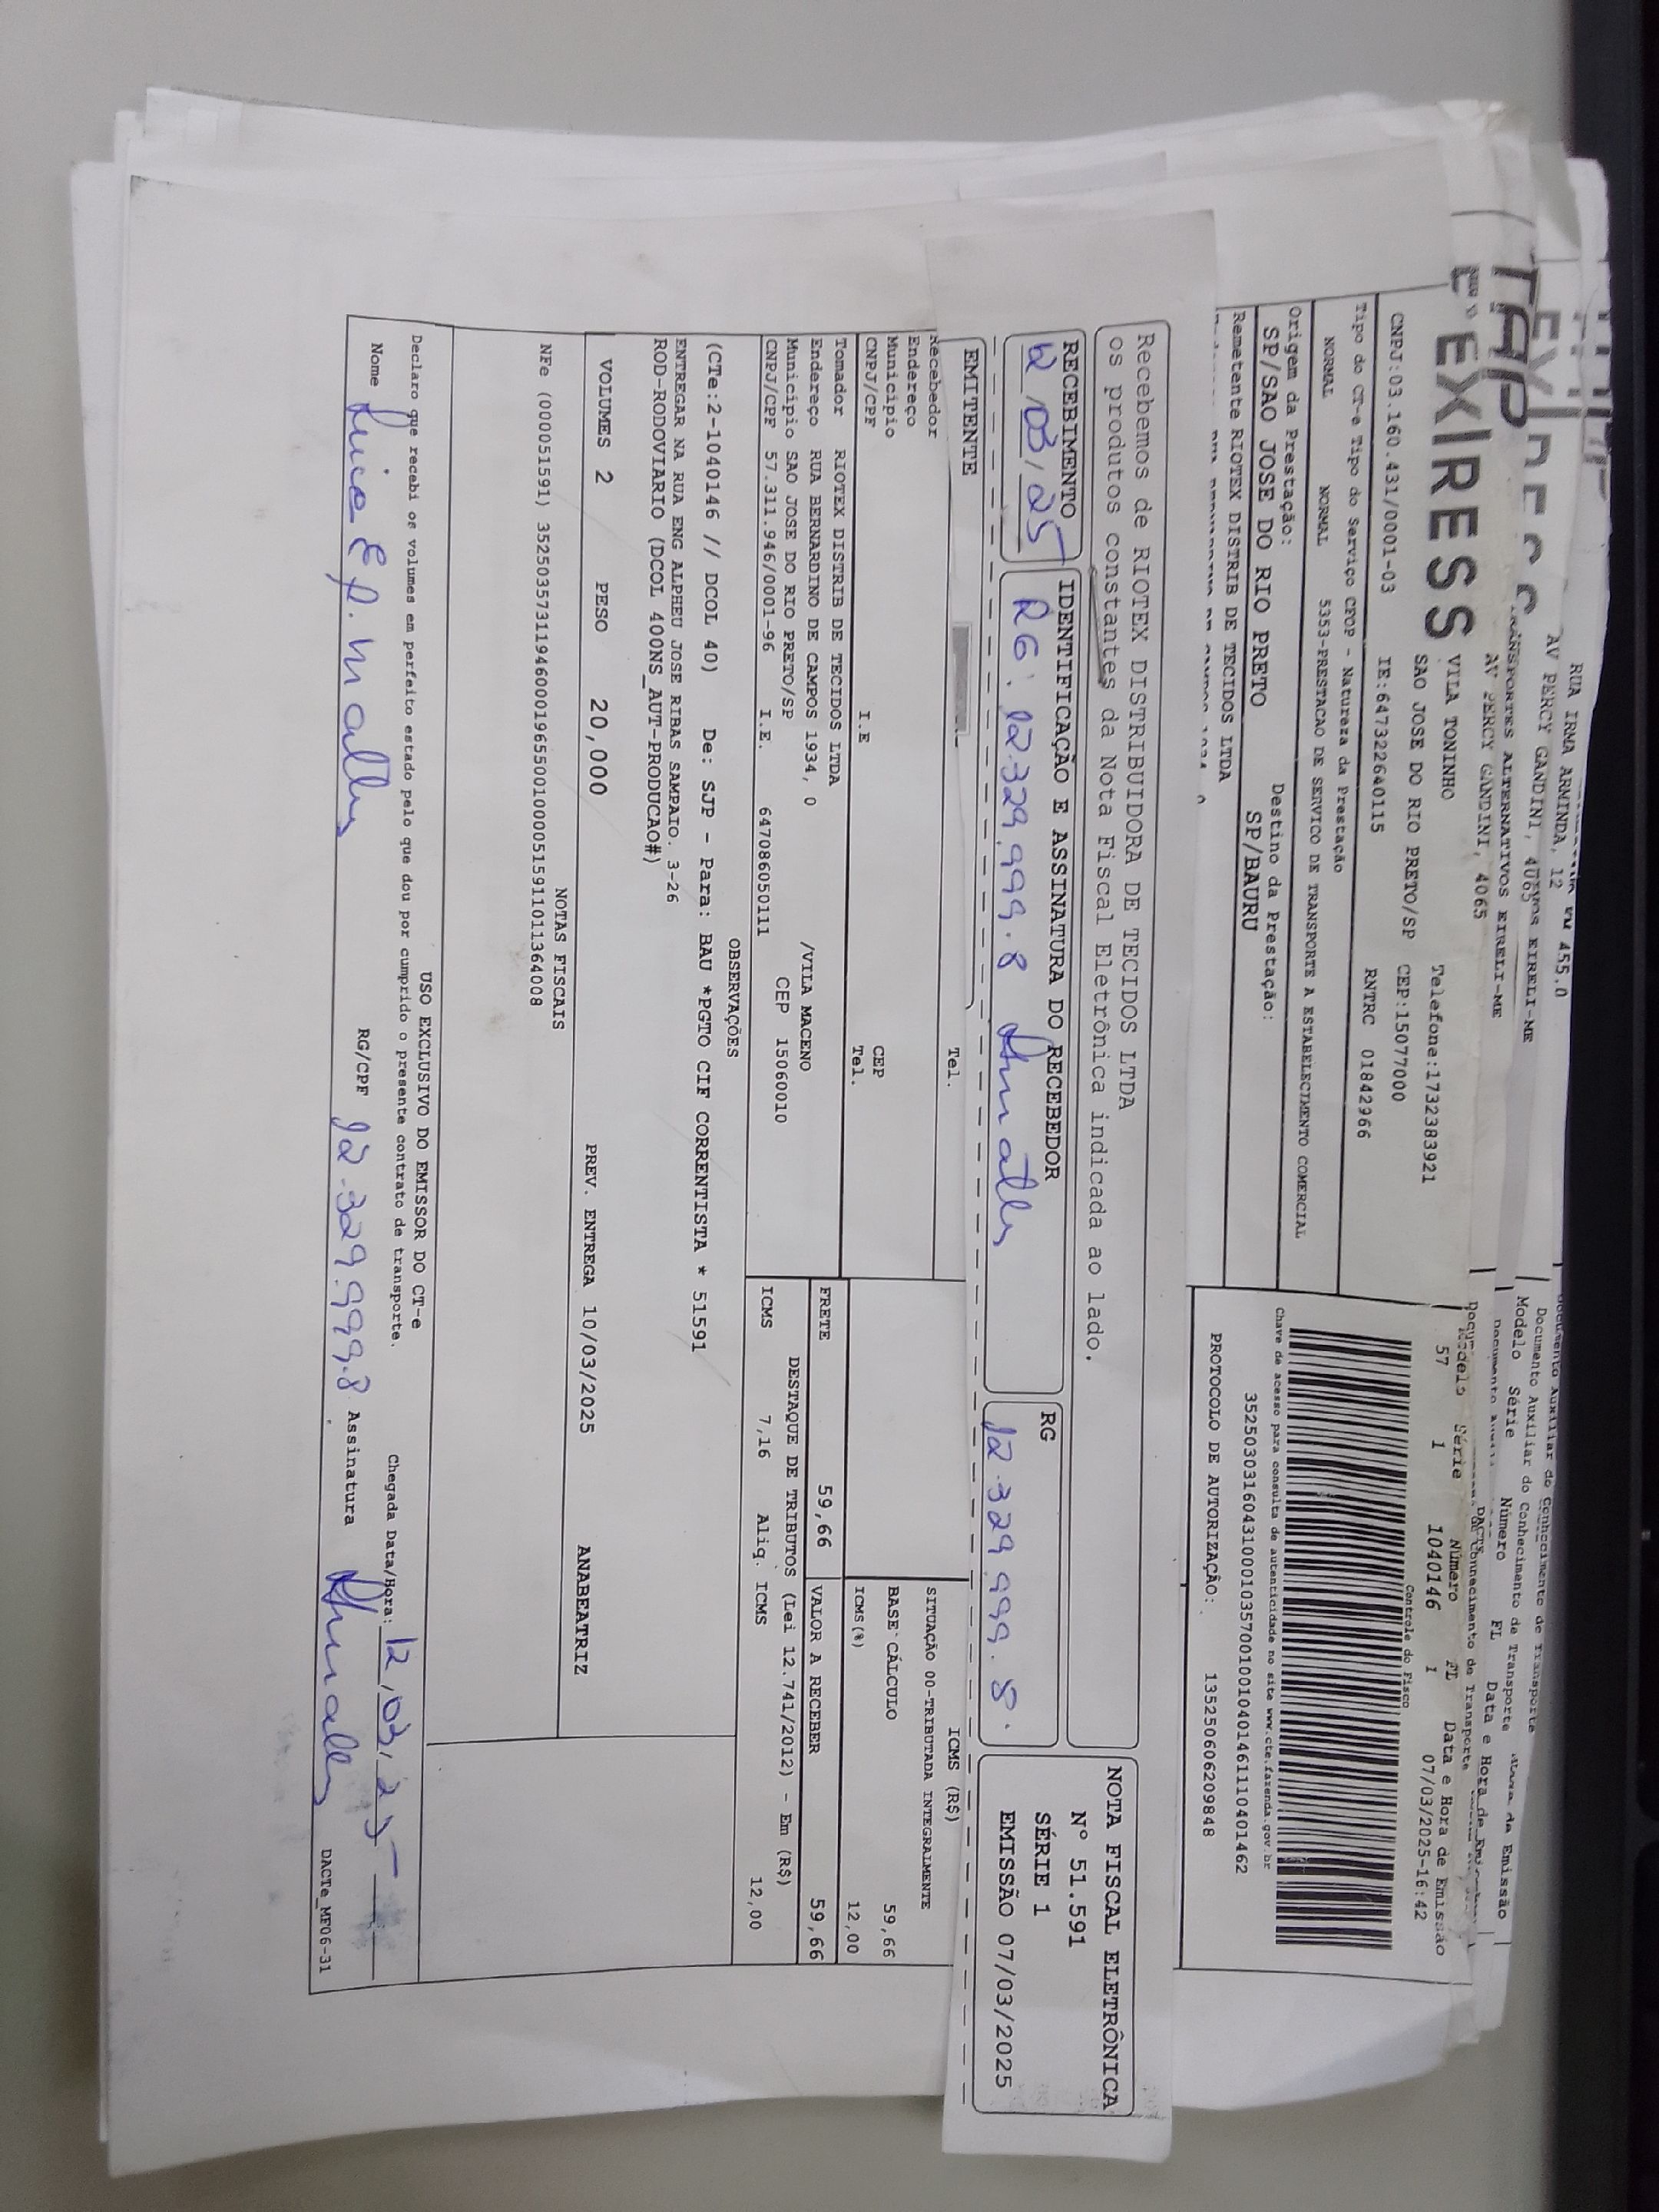 RUA IRMA ARMINDA, 12
AV PERCY GANDINI, 4065
AV PERCY GANDINI, 4065
EXPRESS
VILA TONINHO
Telefone:1732383921
SAO JOSE DO RIO PRETO/SP
CEP:15077000
CNPJ:03.160.431/0001-03
IE:647322640115
RNTRC 01842966
Tipo do CT-e Tipo do Serviço CFOP - Natureza da Prestação
NORMAL NORMAL 5353-PRESTACAO DE SERVICO DE TRANSPORTE A ESTABELECIMENTO COMERCIAL
Origem da Prestação:
Destino da Prestação:
SP/SAO JOSE DO RIO PRETO
SP/BAURU
Remetente RIOTEX DISTRIB DE TECIDOS LTDA
Documento Auxiliar do Conhecimento de Transporte
Modelo Série Número FL Data e Hora de Emissão
57 1 1040146 1 07/03/2025-16:42
Controle do Fisco
Chave de acesso para consulta de autenticidade no site www.cte.fazenda.gov.br
35250303160431000103570010010401461110401462
PROTOCOLO DE AUTORIZAÇÃO:
135250606209848
Recebemos de RIOTEX DISTRIBUIDORA DE TECIDOS LTDA
os produtos constantes da Nota Fiscal Eletrônica indicada ao lado.
RECEBIMENTO
12/03/25
IDENTIFICAÇÃO E ASSINATURA DO RECEBEDOR
RG: 12.329.999.8
RG
12.329.999.8.
NOTA FISCAL ELETRÔNICA
Nº 51.591
SÉRIE 1
EMISSÃO 07/03/2025
EMITENTE
Tel.
Recebedor
Endereço
Município
CEP
CNPJ/CPF
I.E
Tel.
Tomador RIOTEX DISTRIB DE TECIDOS LTDA
Endereço RUA BERNARDINO DE CAMPOS 1934, 0
/VILA MACENO
Município SAO JOSE DO RIO PRETO/SP
CEP 15060010
CNPJ/CPF 57.311.946/0001-96
I.E. 647086050111
ICMS (R$)
SITUAÇÃO 00-TRIBUTADA INTEGRALMENTE
BASE CÁLCULO 59,66
ICMS(%) 12,00
FRETE 59,66
VALOR A RECEBER 59,66
DESTAQUE DE TRIBUTOS (Lei 12.741/2012) - Em (R$)
ICMS 7,16 Aliq. ICMS 12,00
OBSERVAÇÕES
(CTe:2-1040146 // DCOL 40) De: SJP - Para: BAU *PGTO CIF CORRENTISTA * 51591
ENTREGAR NA RUA ENG ALPHEU JOSE RIBAS SAMPAIO. 3-26
ROD-RODOVIARIO (DCOL 400NS_AUT-PRODUCAO#)
VOLUMES 2 PESO 20,000 PREV. ENTREGA 10/03/2025 ANABEATRIZ
NOTAS FISCAIS
NFe (000051591) 35250357311946000196550010000515911011364008
USO EXCLUSIVO DO EMISSOR DO CT-e
Declaro que recebi os volumes em perfeito estado pelo que dou por cumprido o presente contrato de transporte.
Chegada Data/Hora: 12/03/25
Nome
RG/CPF 12.329.999.8 Assinatura
DACTe_MF06-31